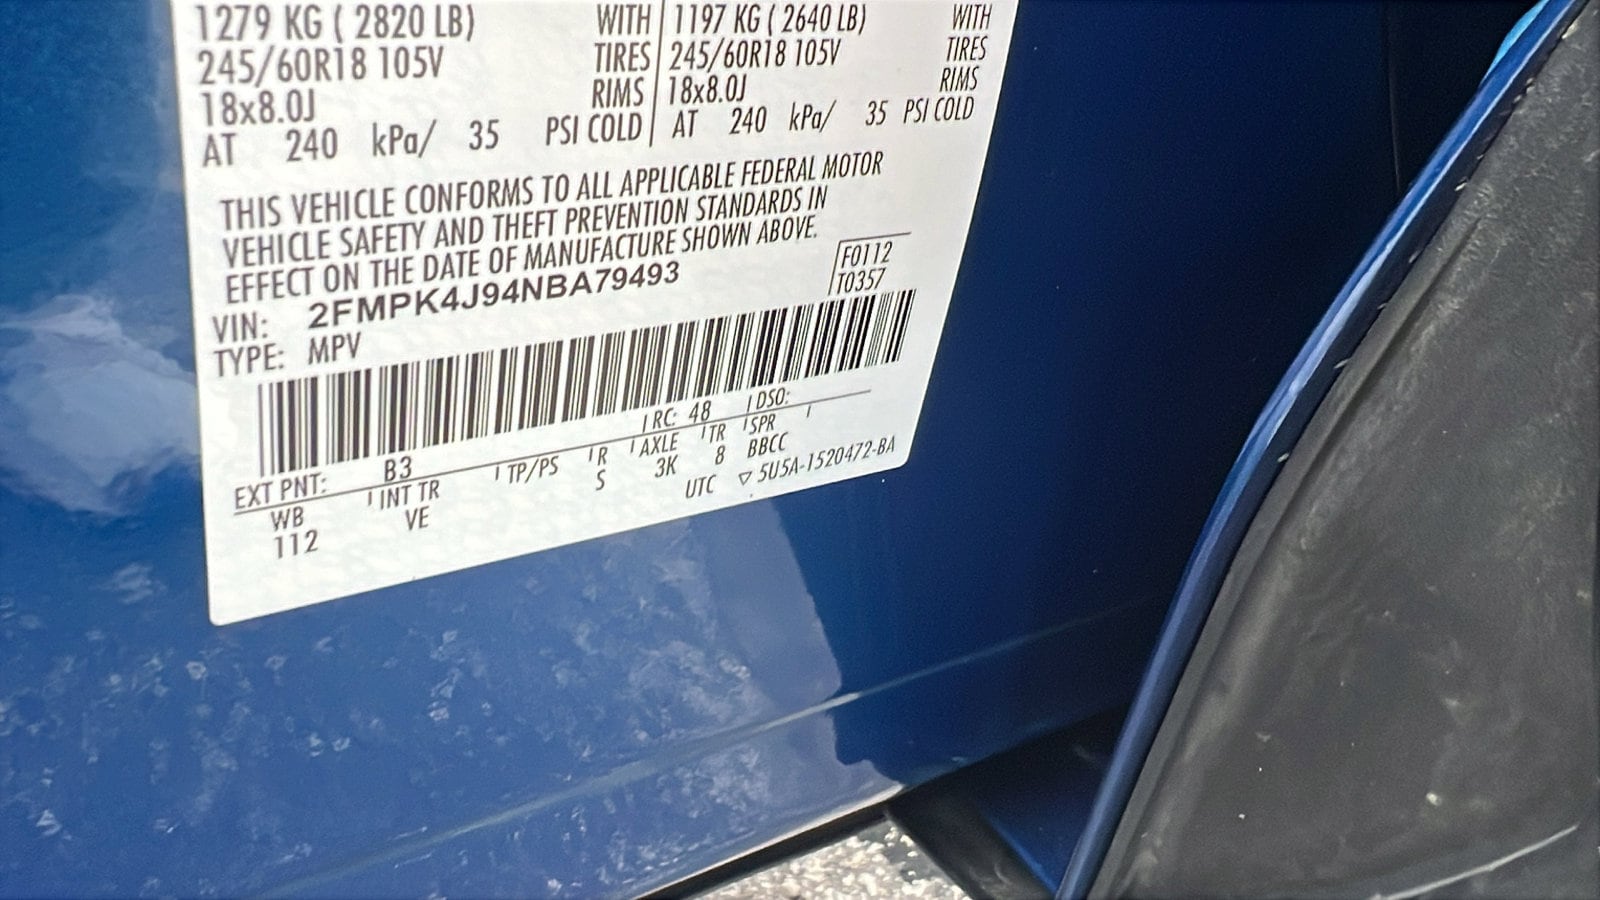 1279 KG ( 2820 LB) WITH
245/60R18 105V TIRES
18x8.0J RIMS
AT 240 kPa/ 35 PSI COLD
1197 KG ( 2640 LB) WITH
245/60R18 105V TIRES
18x8.0J RIMS
AT 240 kPa/ 35 PSI COLD
THIS VEHICLE CONFORMS TO ALL APPLICABLE FEDERAL MOTOR
VEHICLE SAFETY AND THEFT PREVENTION STANDARDS IN
EFFECT ON THE DATE OF MANUFACTURE SHOWN ABOVE.
F0112
T0357
VIN: 2FMPK4J94NBA79493
TYPE: MPV
EXT PNT: B3 RC: 48 DSO:
WB INT TR TP/PS R AXLE TR SPR
112 VE S 3K 8 BBCC
UTC ▽ 5U5A-1520472-BA